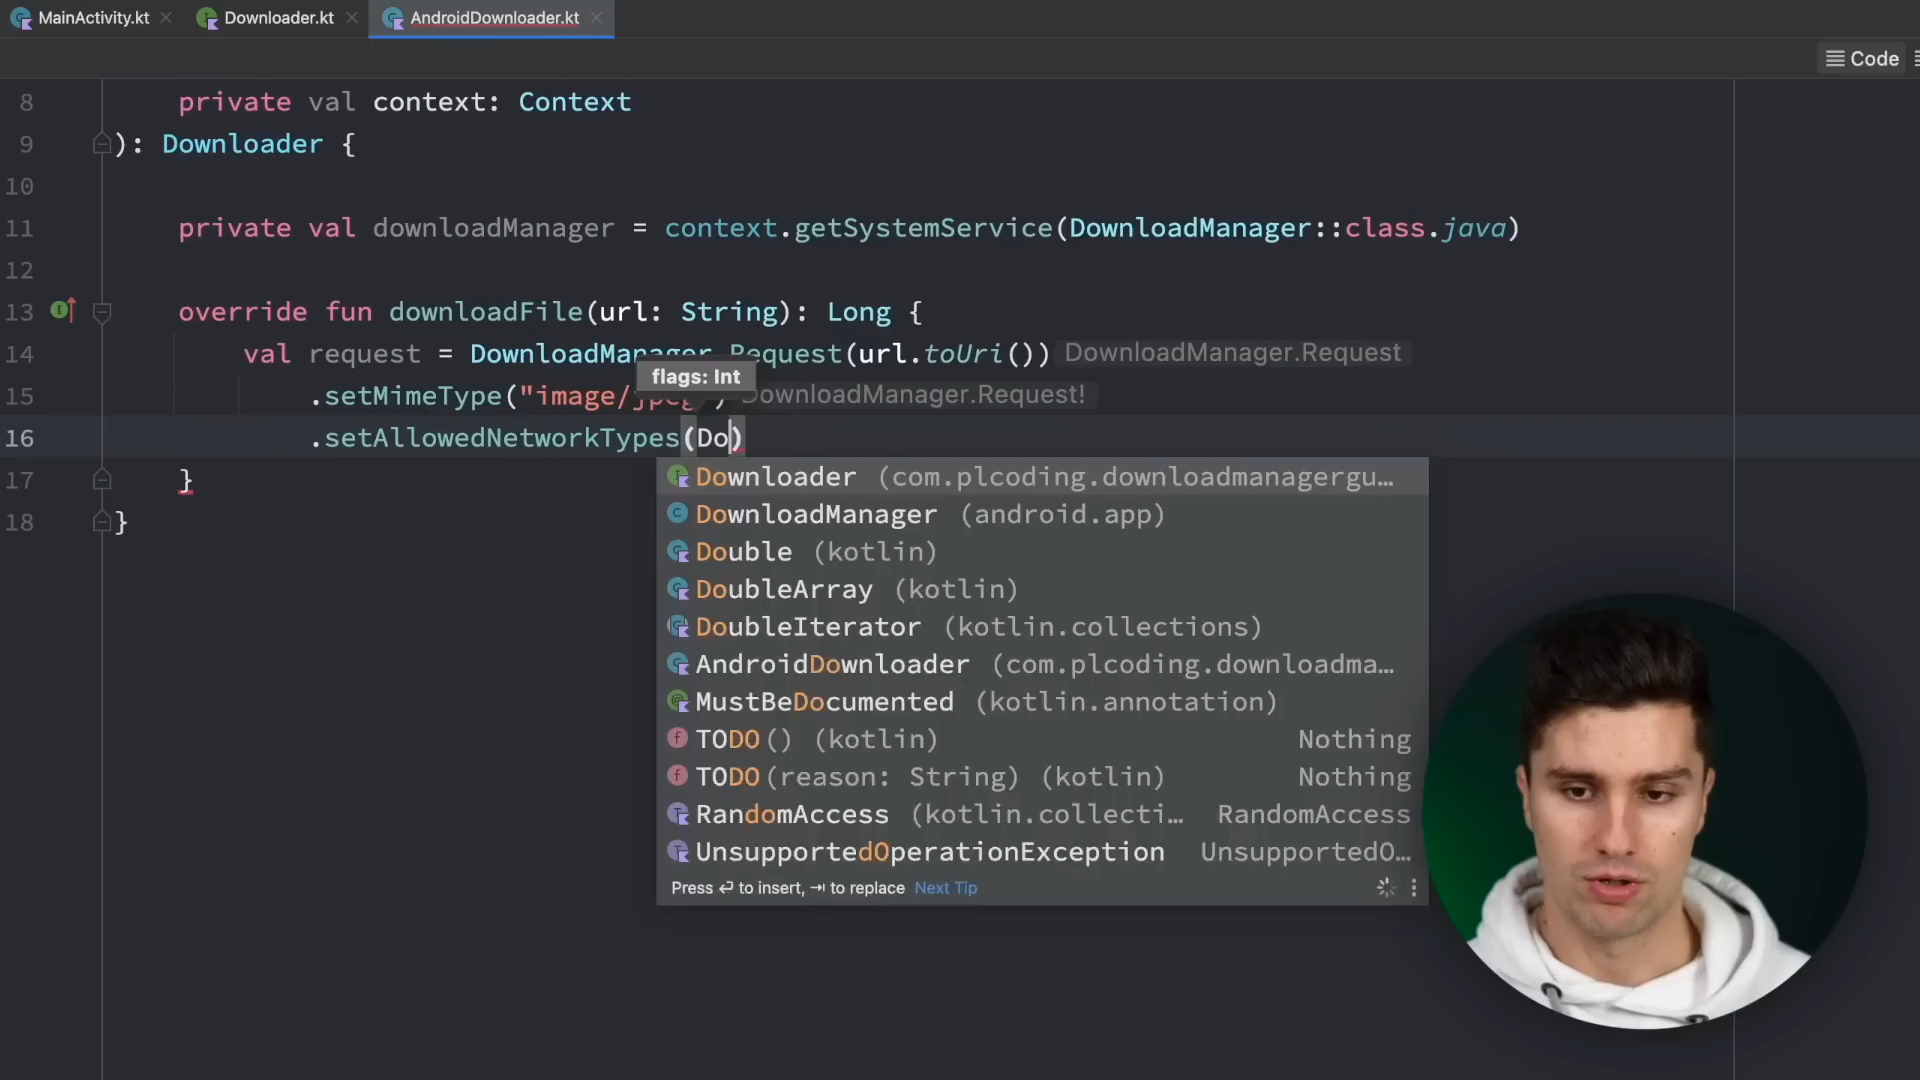 MainActivity.kt
Downloader.kt
AndroidDownloader.kt
Code
8 private val context: Context
9 ): Downloader {
10
11 private val downloadManager = context.getSystemService(DownloadManager::class.java)
12
13 override fun downloadFile(url: String): Long {
14 val request = DownloadManager.Request(url.toUri()) DownloadManager.Request
flags: Int
15 .setMimeType("image/jpeg") DownloadManager.Request!
16 .setAllowedNetworkTypes(Do)
17 }
18 }
Downloader (com.plcoding.downloadmanagergu…
DownloadManager (android.app)
Double (kotlin)
DoubleArray (kotlin)
DoubleIterator (kotlin.collections)
AndroidDownloader (com.plcoding.downloadma…
MustBeDocumented (kotlin.annotation)
TODO() (kotlin) Nothing
TODO(reason: String) (kotlin) Nothing
RandomAccess (kotlin.collecti… RandomAccess
UnsupportedOperationException UnsupportedO…
Press ↵ to insert, ⇥ to replace Next Tip